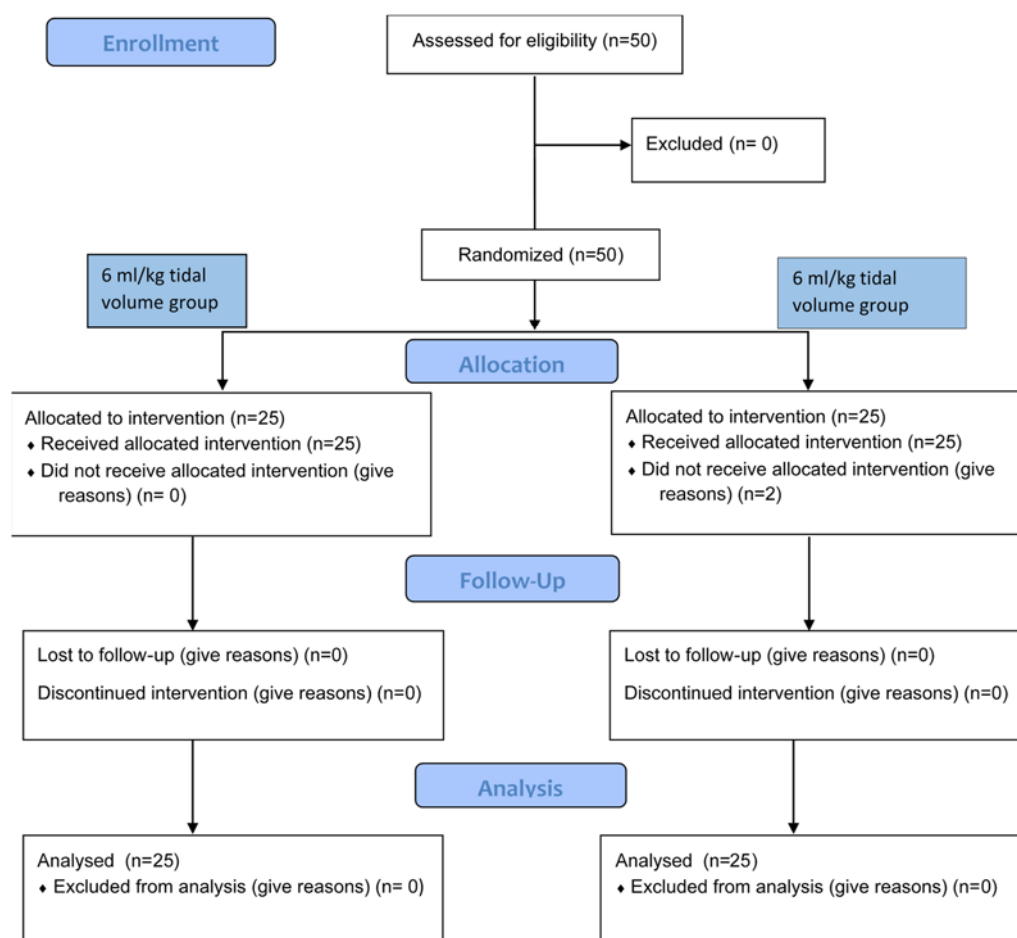 Enrollment
Assessed for eligibility (n=50)
Excluded (n= 0)
Randomized (n=50)
6 ml/kg tidal
volume group
6 ml/kg tidal
volume group
Allocation
Allocated to intervention (n=25)
♦ Received allocated intervention (n=25)
♦ Did not receive allocated intervention (give
reasons) (n= 0)
Allocated to intervention (n=25)
♦ Received allocated intervention (n=25)
♦ Did not receive allocated intervention (give
reasons) (n=2)
Follow-Up
Lost to follow-up (give reasons) (n=0)
Discontinued intervention (give reasons) (n=0)
Lost to follow-up (give reasons) (n=0)
Discontinued intervention (give reasons) (n=0)
Analysis
Analysed (n=25)
♦ Excluded from analysis (give reasons) (n= 0)
Analysed (n=25)
♦ Excluded from analysis (give reasons) (n=0)